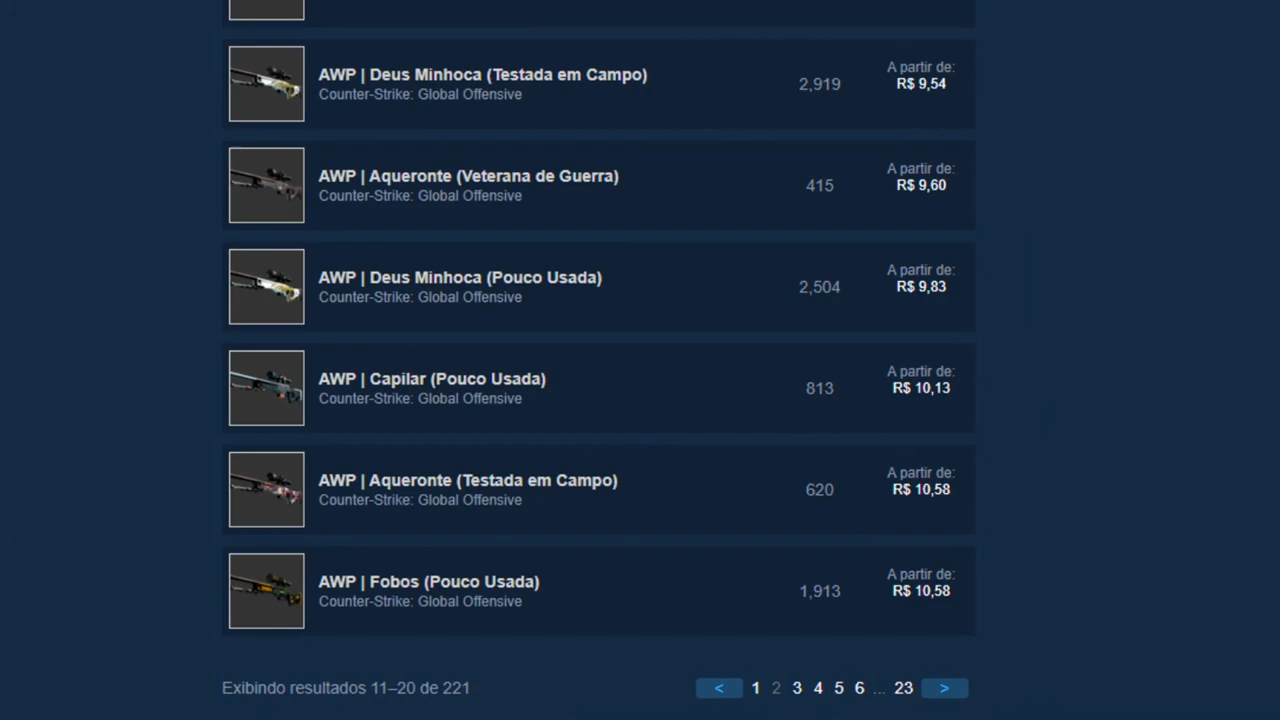 AWP | Deus Minhoca (Testada em Campo)
Counter-Strike: Global Offensive
2,919
A partir de:
R$ 9,54
AWP | Aqueronte (Veterana de Guerra)
Counter-Strike: Global Offensive
415
A partir de:
R$ 9,60
AWP | Deus Minhoca (Pouco Usada)
Counter-Strike: Global Offensive
2,504
A partir de:
R$ 9,83
AWP | Capilar (Pouco Usada)
Counter-Strike: Global Offensive
813
A partir de:
R$ 10,13
AWP | Aqueronte (Testada em Campo)
Counter-Strike: Global Offensive
620
A partir de:
R$ 10,58
AWP | Fobos (Pouco Usada)
Counter-Strike: Global Offensive
1,913
A partir de:
R$ 10,58
Exibindo resultados 11–20 de 221
< 1 2 3 4 5 6 ... 23 >